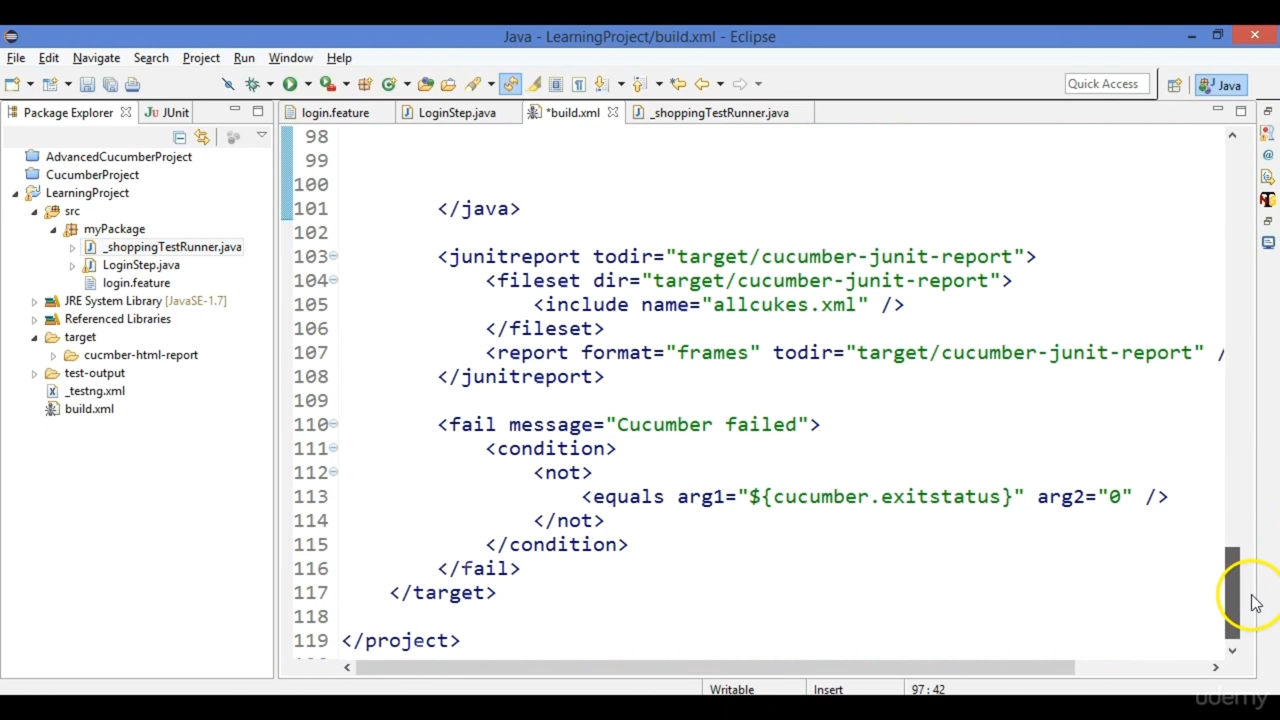 Java - LearningProject/build.xml - Eclipse
File Edit Navigate Search Project Run Window Help
Quick Access
Java
Package Explorer
JUnit
login.feature
LoginStep.java
*build.xml
_shoppingTestRunner.java
AdvancedCucumberProject
CucumberProject
LearningProject
src
myPackage
_shoppingTestRunner.java
LoginStep.java
login.feature
JRE System Library [JavaSE-1.7]
Referenced Libraries
target
cucmber-html-report
test-output
_testng.xml
build.xml
98
99
100
101 </java>
102
103 <junitreport todir="target/cucumber-junit-report">
104 <fileset dir="target/cucumber-junit-report">
105 <include name="allcukes.xml" />
106 </fileset>
107 <report format="frames" todir="target/cucumber-junit-report" /
108 </junitreport>
109
110 <fail message="Cucumber failed">
111 <condition>
112 <not>
113 <equals arg1="${cucumber.exitstatus}" arg2="0" />
114 </not>
115 </condition>
116 </fail>
117 </target>
118
119 </project>
Writable Insert 97 : 42
udemy